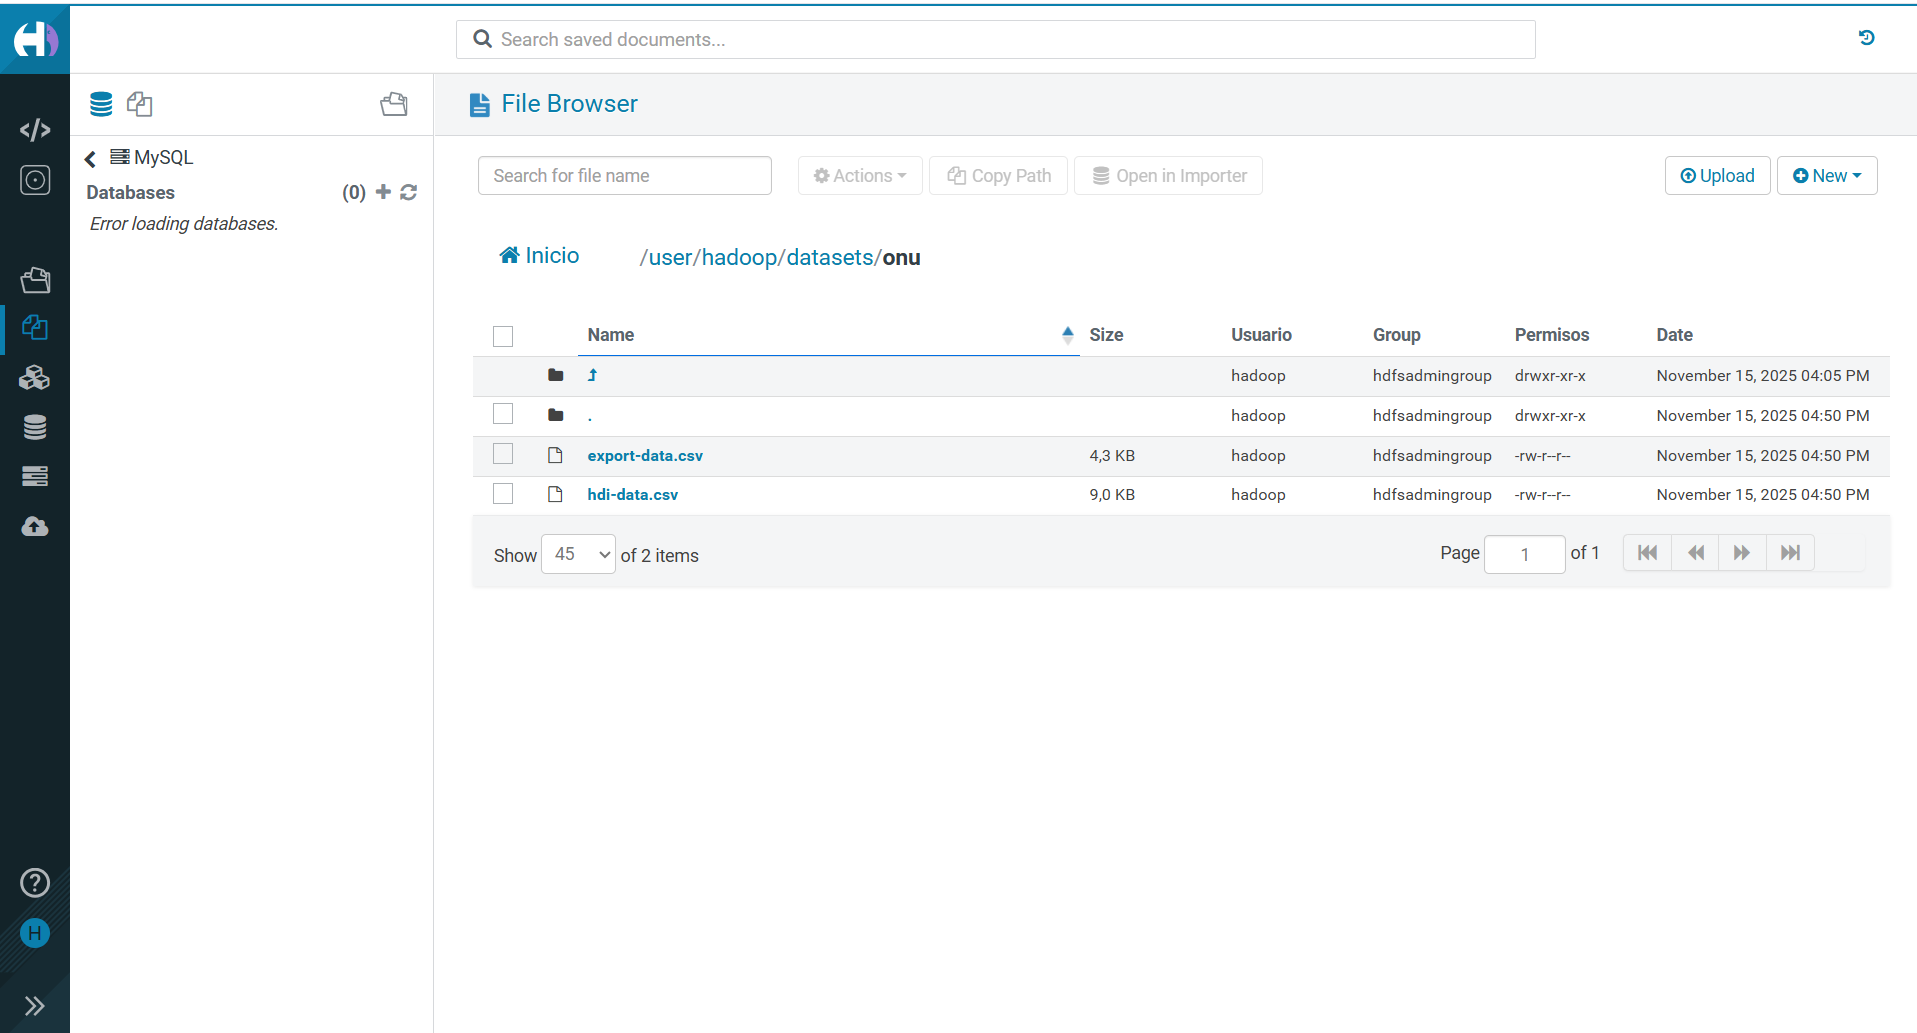 Search saved documents...
File Browser
MySQL
Databases (0)
Error loading databases.
Search for file name Actions Copy Path Open in Importer Upload New
Inicio /user/hadoop/datasets/onu
Name Size Usuario Group Permisos Date
hadoop hdfsadmingroup drwxr-xr-x November 15, 2025 04:05 PM
. hadoop hdfsadmingroup drwxr-xr-x November 15, 2025 04:50 PM
export-data.csv 4,3 KB hadoop hdfsadmingroup -rw-r--r-- November 15, 2025 04:50 PM
hdi-data.csv 9,0 KB hadoop hdfsadmingroup -rw-r--r-- November 15, 2025 04:50 PM
Show 45 of 2 items Page 1 of 1
H